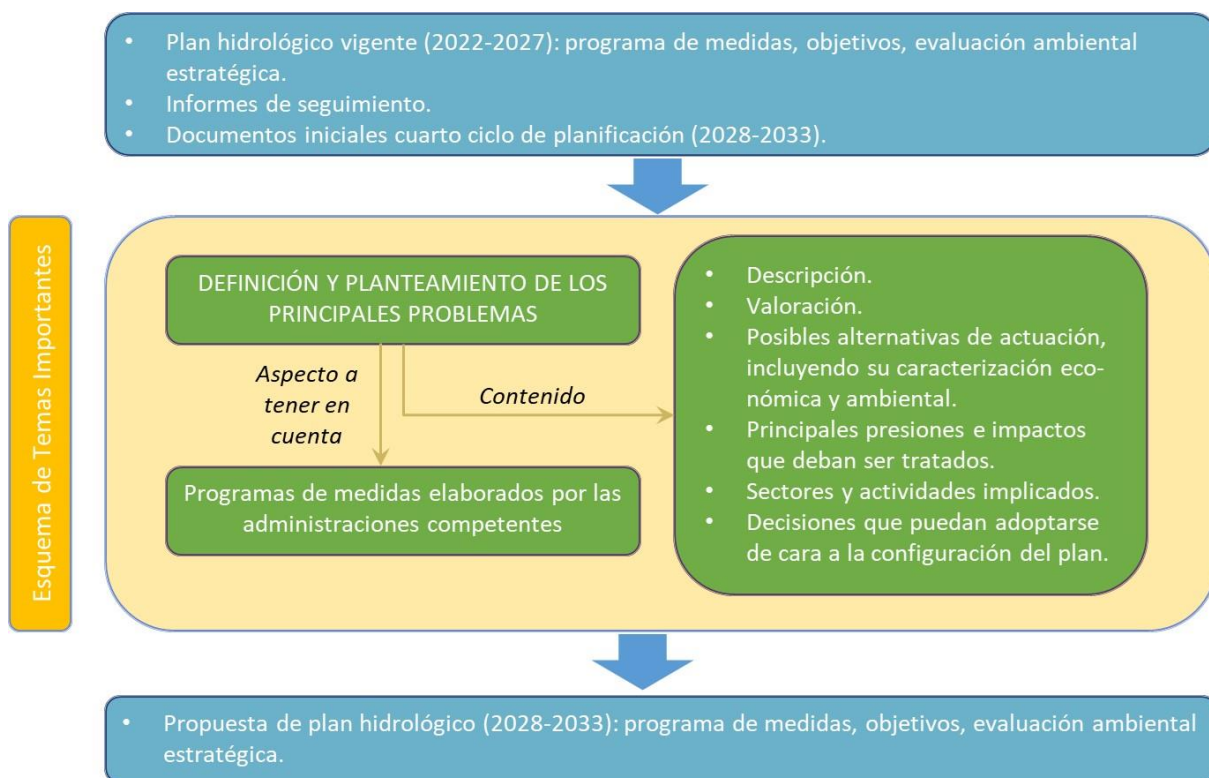 • Plan hidrológico vigente (2022-2027): programa de medidas, objetivos, evaluación ambiental
estratégica.
• Informes de seguimiento.
• Documentos iniciales cuarto ciclo de planificación (2028-2033).
Esquema de Temas Importantes
DEFINICIÓN Y PLANTEAMIENTO DE LOS
PRINCIPALES PROBLEMAS
Aspecto a
tener en
cuenta
Contenido
Programas de medidas elaborados por las
administraciones competentes
• Descripción.
• Valoración.
• Posibles alternativas de actuación,
incluyendo su caracterización eco-
nómica y ambiental.
• Principales presiones e impactos
que deban ser tratados.
• Sectores y actividades implicados.
• Decisiones que puedan adoptarse
de cara a la configuración del plan.
• Propuesta de plan hidrológico (2028-2033): programa de medidas, objetivos, evaluación ambiental
estratégica.